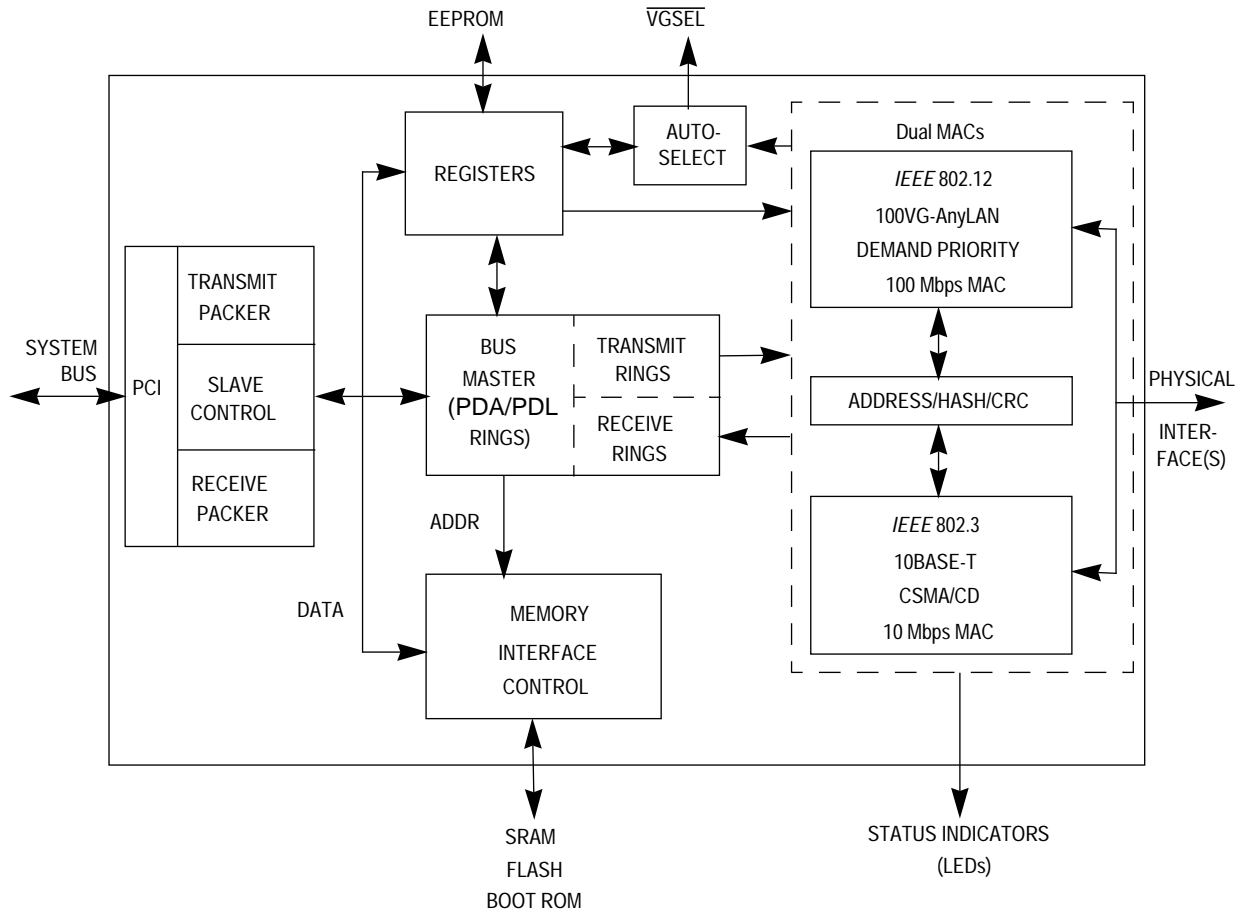 EEPROM
VGSEL
REGISTERS
AUTO-
SELECT
Dual MACs
IEEE 802.12
100VG-AnyLAN
DEMAND PRIORITY
100 Mbps MAC
SYSTEM
BUS
PCI
TRANSMIT
PACKER
SLAVE
CONTROL
RECEIVE
PACKER
BUS
MASTER
(PDA/PDL
RINGS)
TRANSMIT
RINGS
RECEIVE
RINGS
ADDRESS/HASH/CRC
PHYSICAL
INTER-
FACE(S)
ADDR
DATA
MEMORY
INTERFACE
CONTROL
IEEE 802.3
10BASE-T
CSMA/CD
10 Mbps MAC
SRAM
FLASH
BOOT ROM
STATUS INDICATORS
(LEDs)